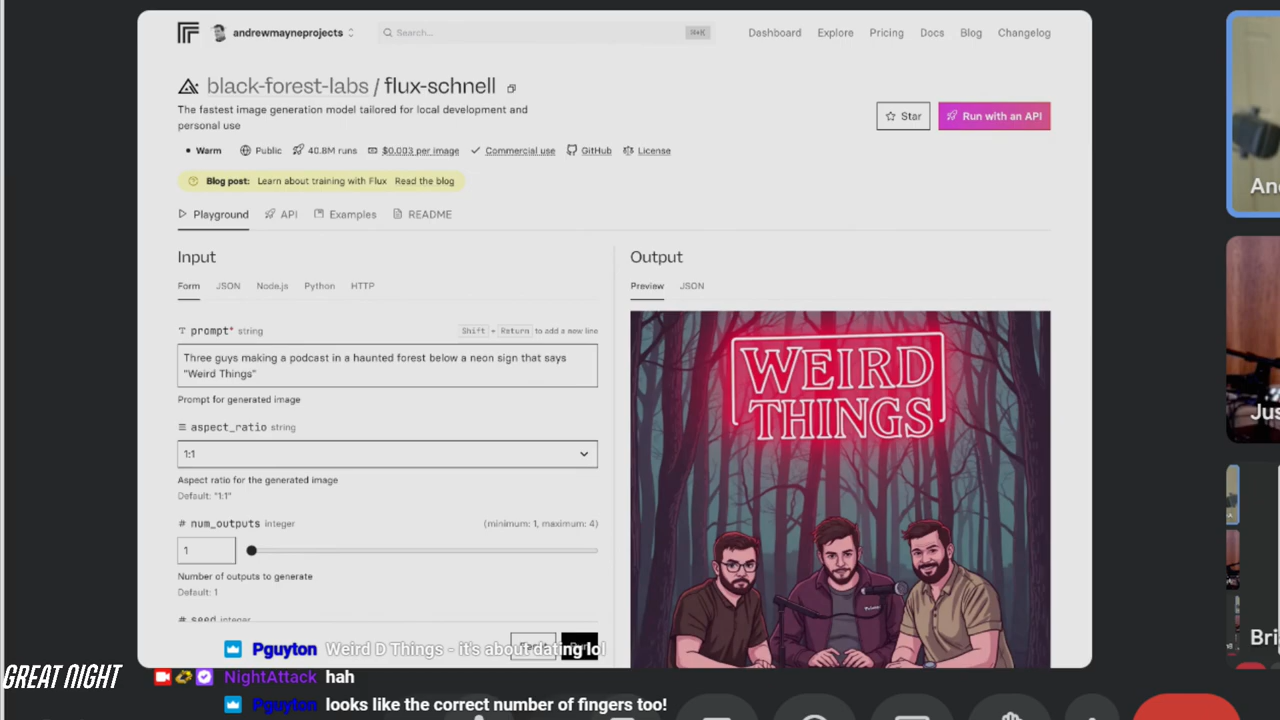 andrewmayneprojects
Search...
⌘+K
Dashboard
Explore
Pricing
Docs
Blog
Changelog
black-forest-labs / flux-schnell
The fastest image generation model tailored for local development and
personal use
Star
Run with an API
Warm
Public
40.8M runs
$0.003 per image
Commercial use
GitHub
License
Blog post: Learn about training with Flux Read the blog
Playground
API
Examples
README
Input
Output
Form
JSON
Node.js
Python
HTTP
Preview
JSON
prompt* string
Shift + Return to add a new line
Three guys making a podcast in a haunted forest below a neon sign that says
"Weird Things"
Prompt for generated image
aspect_ratio string
1:1
Aspect ratio for the generated image
Default: "1:1"
# num_outputs integer
(minimum: 1, maximum: 4)
1
Number of outputs to generate
Default: 1
# seed integer
WEIRD
THINGS
An
Jus
Bri
Pguyton Weird D Things - it's about dating lol
GREAT NIGHT
NightAttack hah
Pguyton looks like the correct number of fingers too!